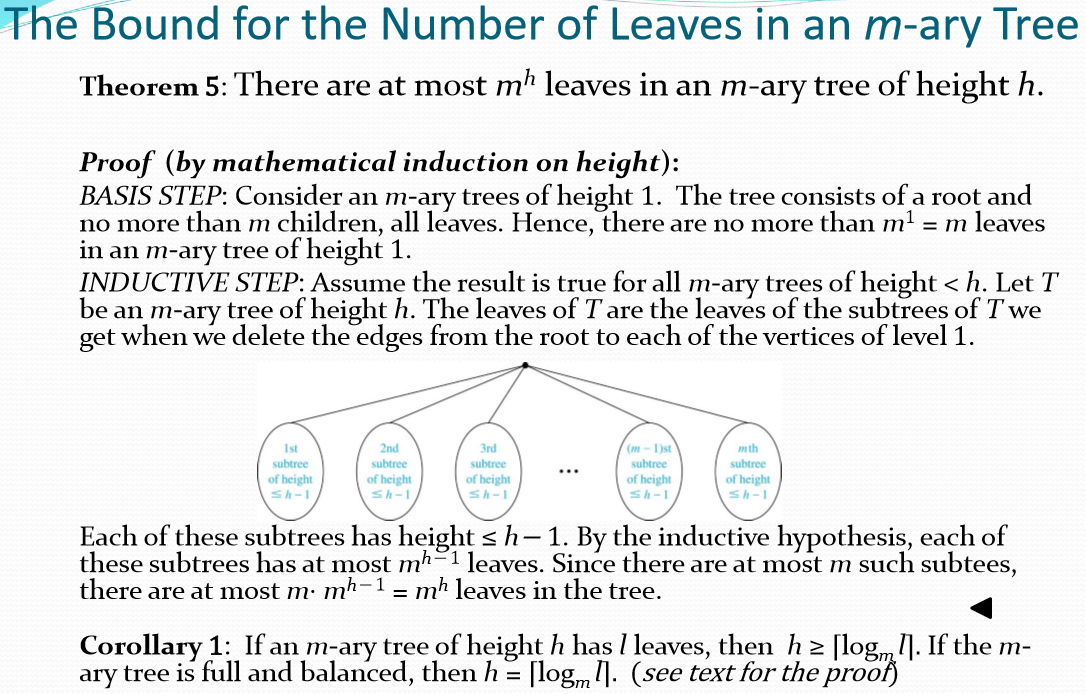 The Bound for the Number of Leaves in an m-ary Tree
Theorem 5: There are at most mʰ leaves in an m-ary tree of height h.
Proof (by mathematical induction on height):
BASIS STEP: Consider an m-ary trees of height 1. The tree consists of a root and
no more than m children, all leaves. Hence, there are no more than m¹ = m leaves
in an m-ary tree of height 1.
INDUCTIVE STEP: Assume the result is true for all m-ary trees of height < h. Let T
be an m-ary tree of height h. The leaves of T are the leaves of the subtrees of T we
get when we delete the edges from the root to each of the vertices of level 1.
1st subtree of height ≤ h − 1
2nd subtree of height ≤ h − 1
3rd subtree of height ≤ h − 1
...
(m − 1)st subtree of height ≤ h − 1
mth subtree of height ≤ h − 1
Each of these subtrees has height ≤ h − 1. By the inductive hypothesis, each of
these subtrees has at most mʰ⁻¹ leaves. Since there are at most m such subtees,
there are at most m· mʰ⁻¹ = mʰ leaves in the tree.
Corollary 1: If an m-ary tree of height h has l leaves, then h ≥ ⌈logₘ l⌉. If the m-
ary tree is full and balanced, then h = ⌈logₘ l⌉. (see text for the proof)